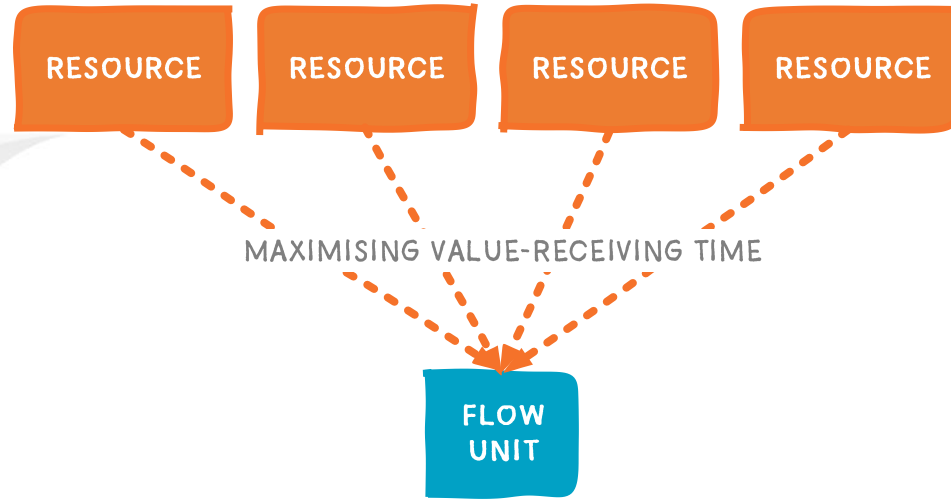 RESOURCE
RESOURCE
RESOURCE
RESOURCE
MAXIMISING VALUE-RECEIVING TIME
FLOW
UNIT